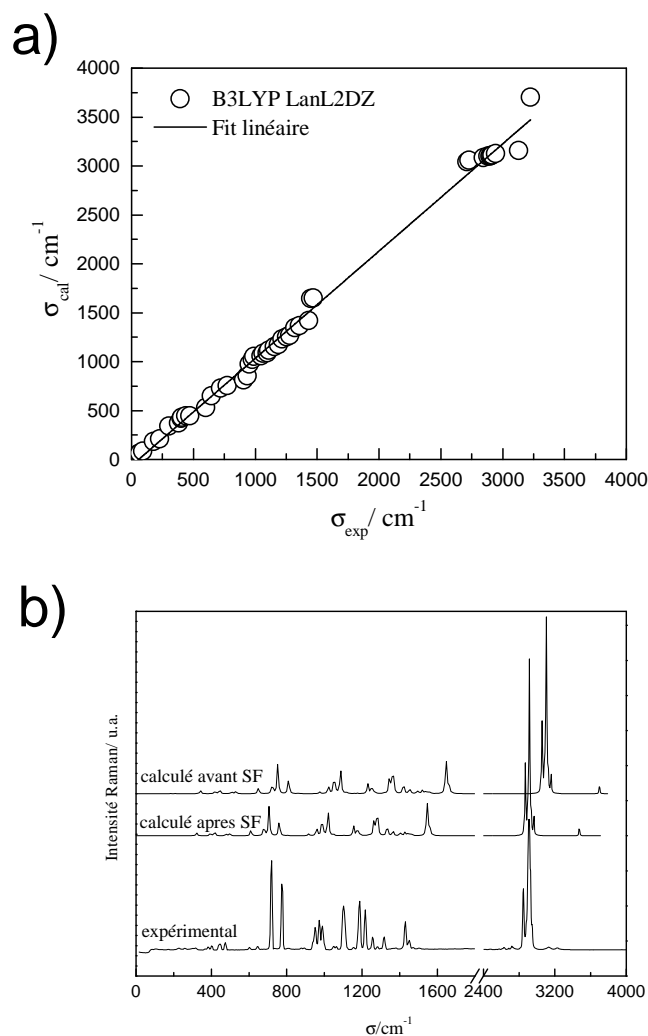 a)
4000
3500
3000
2500
2000
1500
1000
500
0
B3LYP LanL2DZ
Fit linéaire
σcal/ cm-1
0 500 1000 1500 2000 2500 3000 3500 4000
σexp/ cm-1
b)
Intensité Raman/ u.a.
calculé avant SF
calculé apres SF
expérimental
0 400 800 1200 1600 2400 3200 4000
σ/cm-1